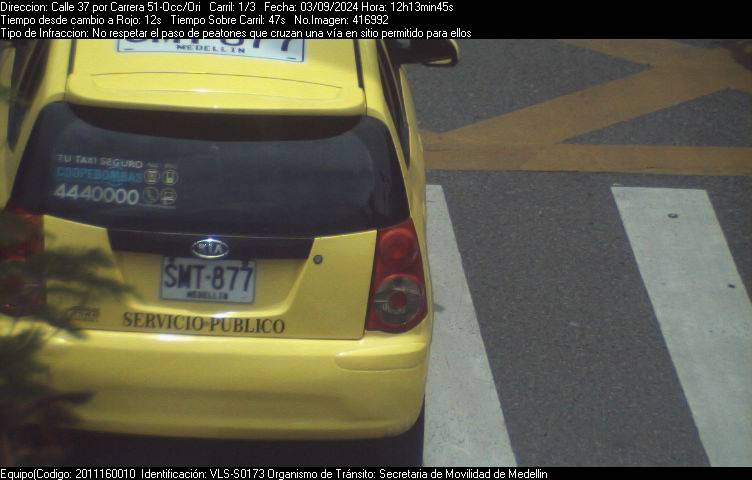 Direccion: Calle 37 por Carrera 51-Occ/Ori Carril: 1/3 Fecha: 03/09/2024 Hora: 12h13min45s
Tiempo desde cambio a Rojo: 12s Tiempo Sobre Carril: 47s No.Imagen: 416992
Tipo de Infraccion: No respetar el paso de peatones que cruzan una vía en sitio permitido para ellos
MEDELLIN
TU TAXI SEGURO
COOPEBOMBAS
4440000
KIA
SMT-877
MEDELLIN
SERVICIO PUBLICO
Equipo(Codigo: 2011160010 Identificación: VLS-S0173 Organismo de Tránsito: Secretaria de Movilidad de Medellin